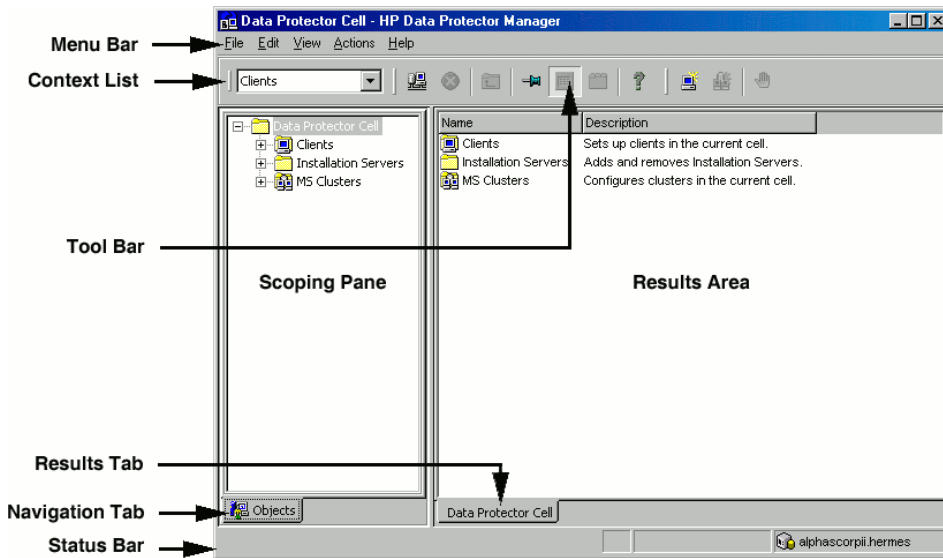 Data Protector Cell - HP Data Protector Manager
Menu Bar
File Edit View Actions Help
Context List
Clients
Data Protector Cell
Clients
Installation Servers
MS Clusters
Name Description
Clients Sets up clients in the current cell.
Installation Servers Adds and removes Installation Servers.
MS Clusters Configures clusters in the current cell.
Tool Bar
Scoping Pane
Results Area
Results Tab
Navigation Tab
Objects
Data Protector Cell
Status Bar
alphascorpii.hermes